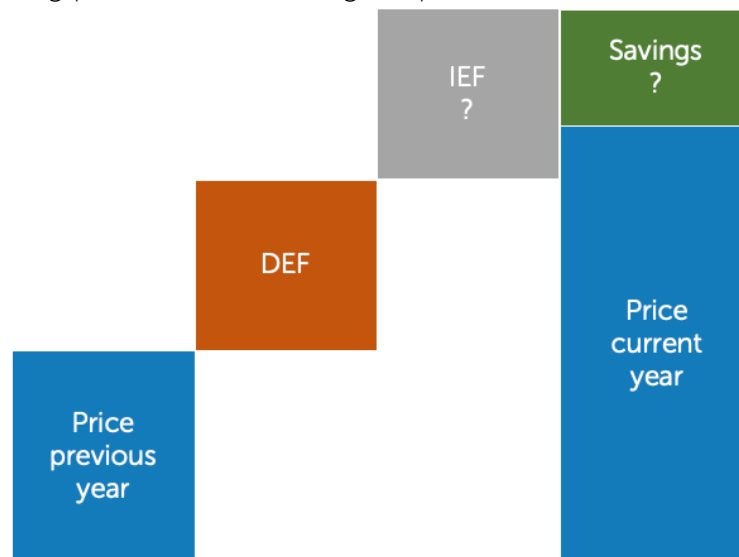 IEF
?
Savings
?
DEF
Price
previous
year
Price
current
year